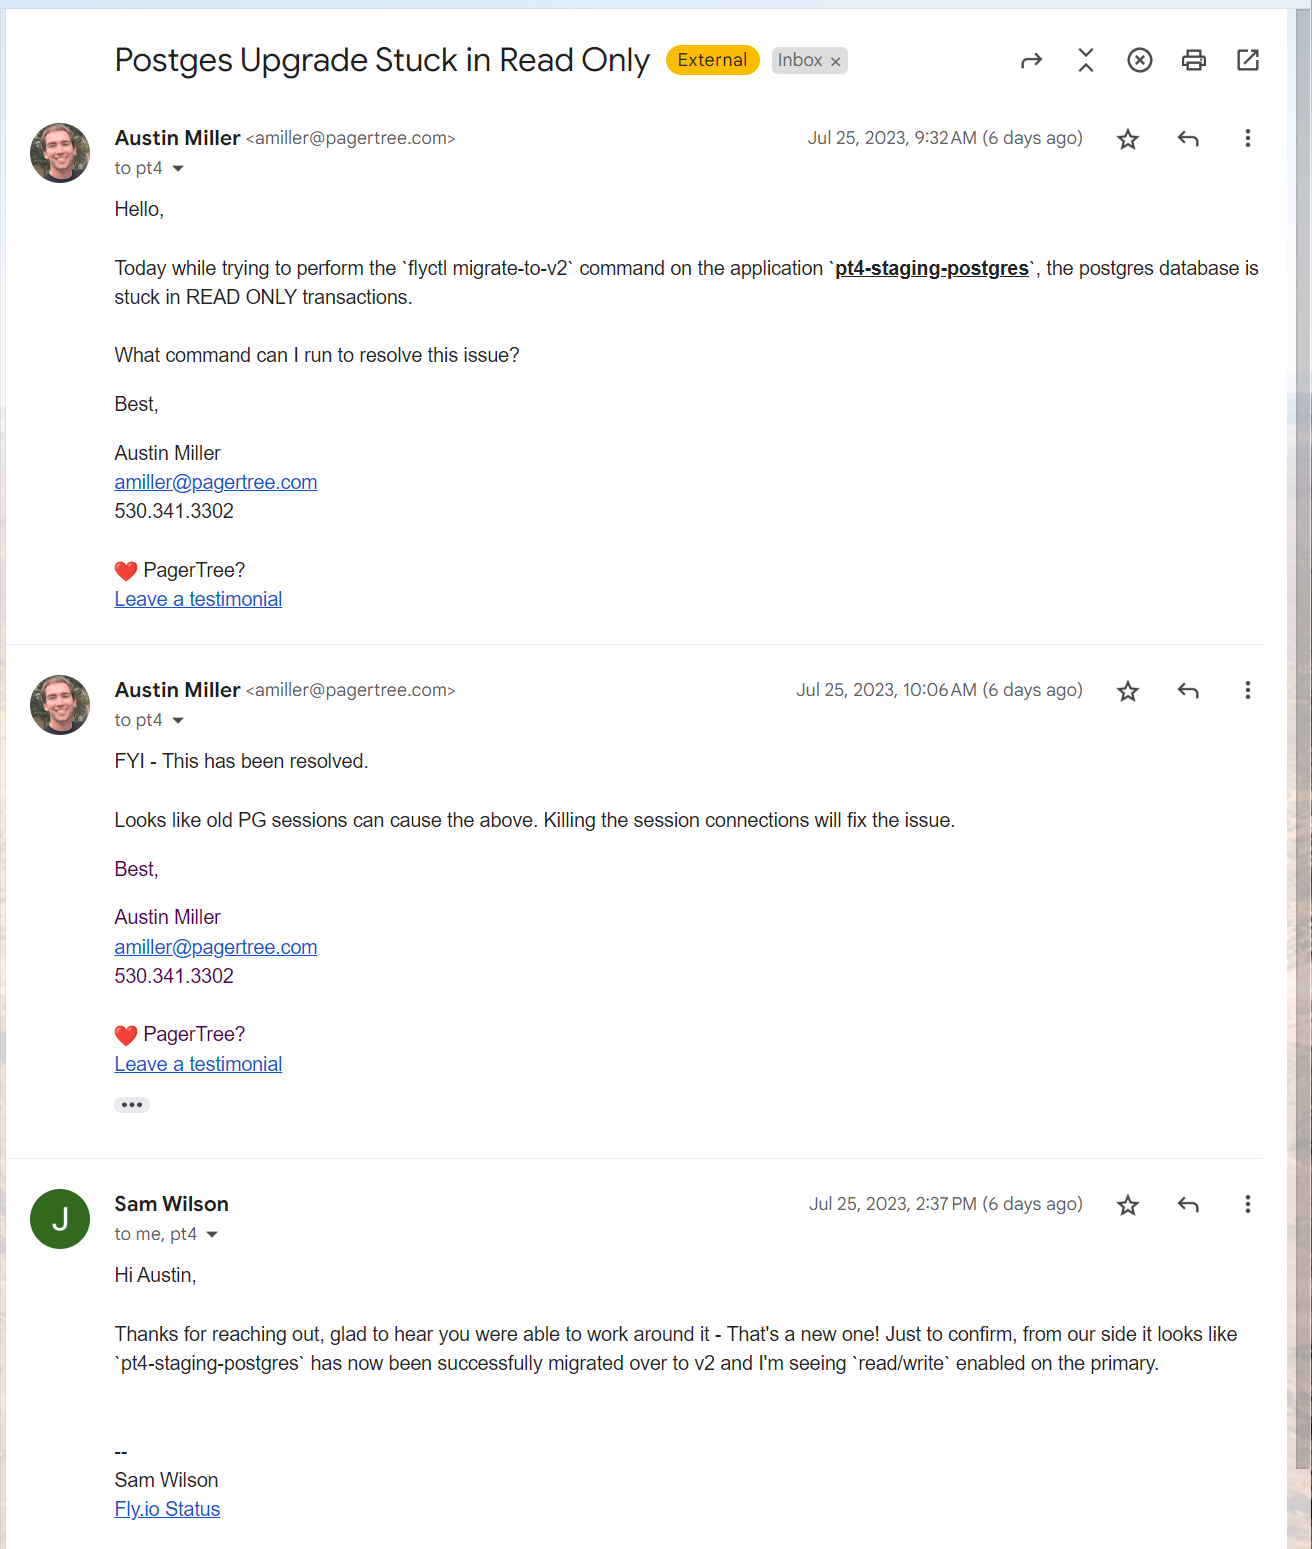 Postges Upgrade Stuck in Read Only External Inbox ×
Austin Miller <amiller@pagertree.com> Jul 25, 2023, 9:32 AM (6 days ago)
to pt4
Hello,
Today while trying to perform the `flyctl migrate-to-v2` command on the application `pt4-staging-postgres`, the postgres database is
stuck in READ ONLY transactions.
What command can I run to resolve this issue?
Best,
Austin Miller
amiller@pagertree.com
530.341.3302
❤️ PagerTree?
Leave a testimonial
Austin Miller <amiller@pagertree.com> Jul 25, 2023, 10:06 AM (6 days ago)
to pt4
FYI - This has been resolved.
Looks like old PG sessions can cause the above. Killing the session connections will fix the issue.
Best,
Austin Miller
amiller@pagertree.com
530.341.3302
❤️ PagerTree?
Leave a testimonial
•••
J
Sam Wilson Jul 25, 2023, 2:37 PM (6 days ago)
to me, pt4
Hi Austin,
Thanks for reaching out, glad to hear you were able to work around it - That's a new one! Just to confirm, from our side it looks like
`pt4-staging-postgres` has now been successfully migrated over to v2 and I'm seeing `read/write` enabled on the primary.
--
Sam Wilson
Fly.io Status